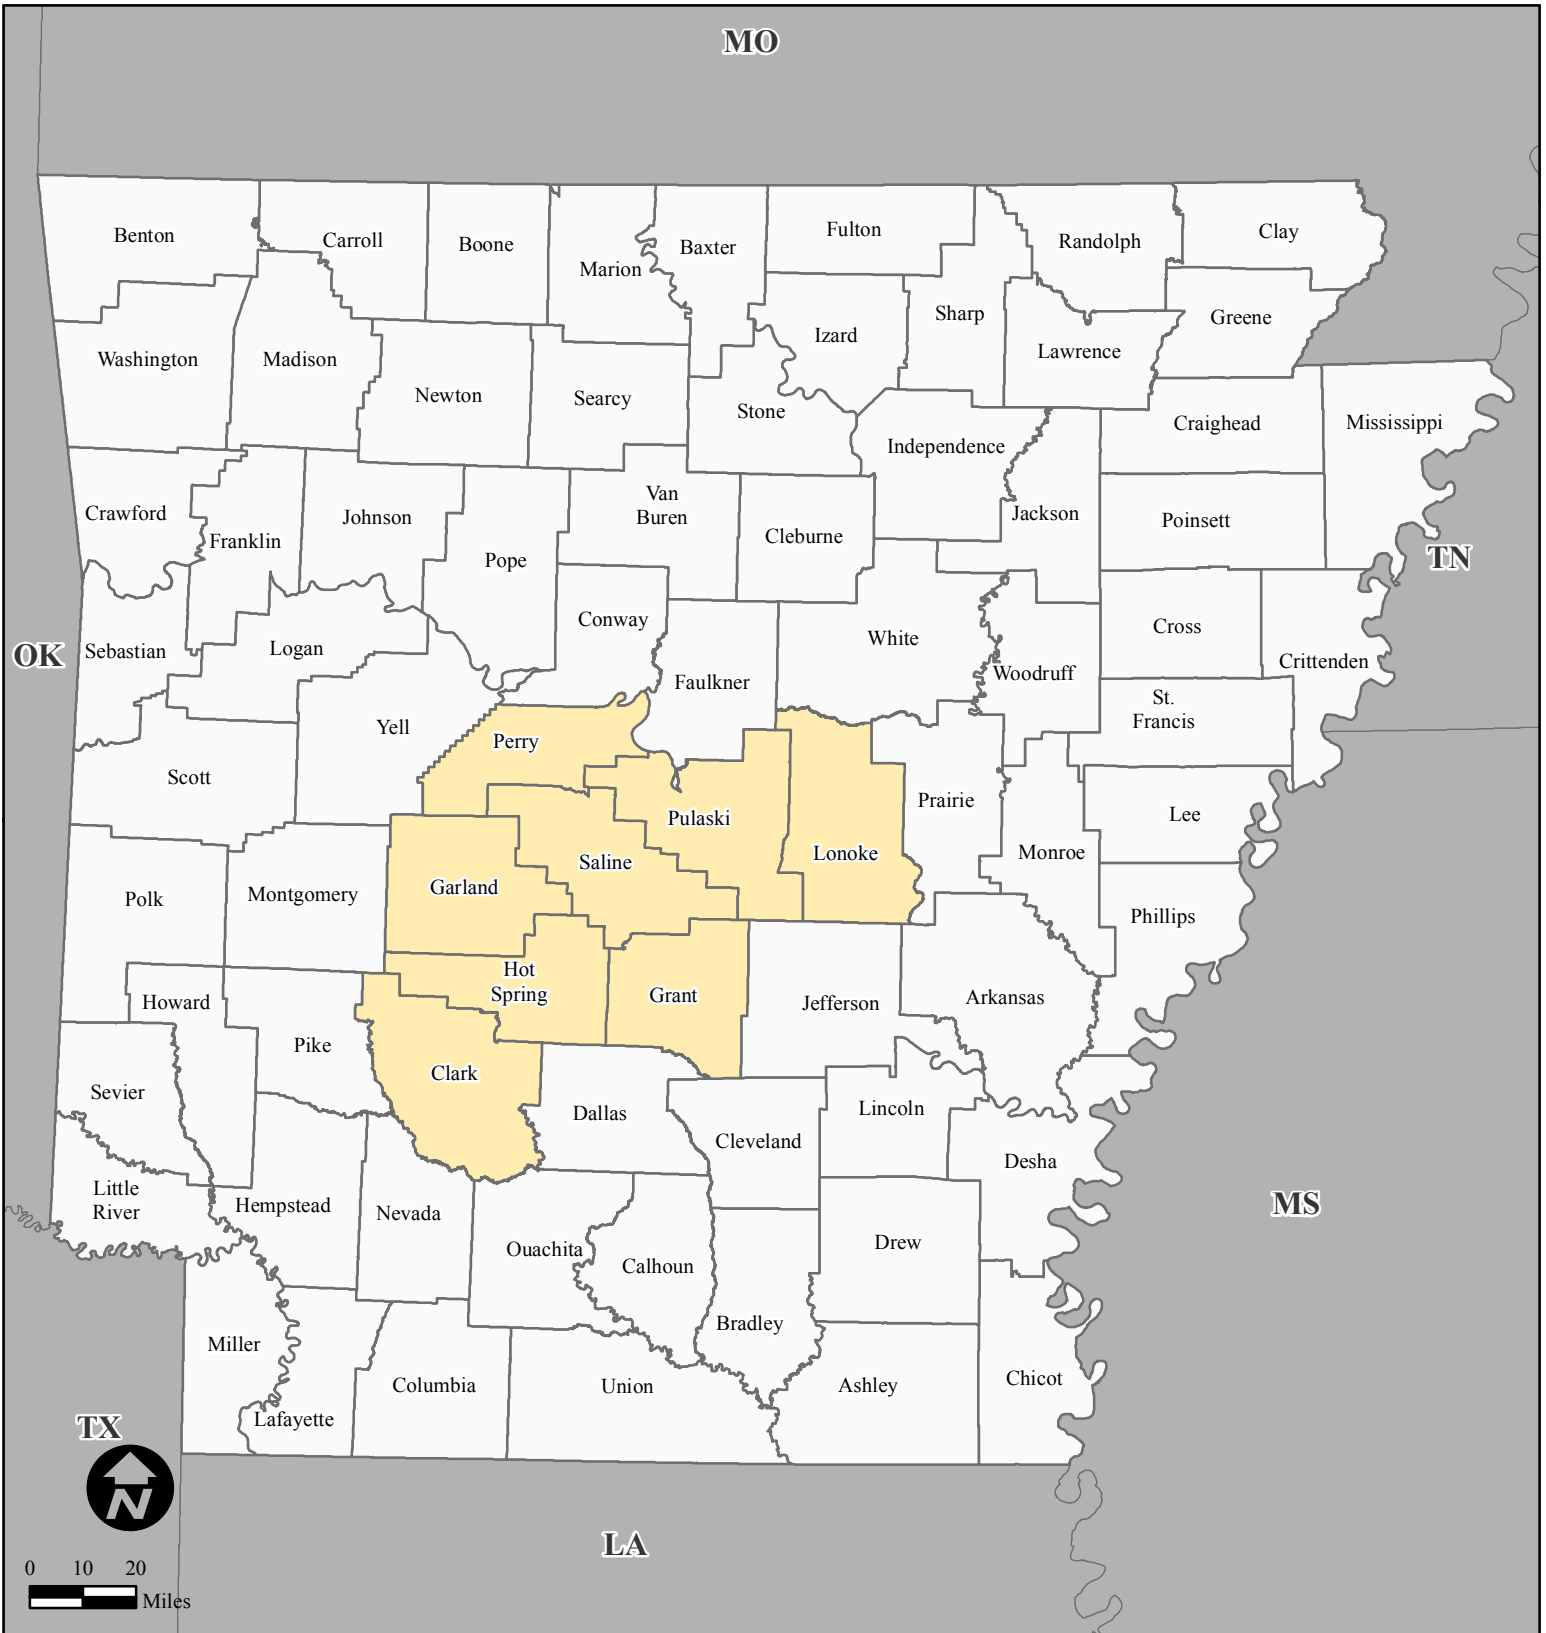 MO
Benton
Carroll
Boone
Marion
Baxter
Fulton
Randolph
Clay
Sharp
Greene
Izard
Washington
Madison
Lawrence
Newton
Searcy
Stone
Craighead
Mississippi
Independence
Crawford
Franklin
Johnson
Van
Buren
Jackson
Poinsett
Pope
Cleburne
TN
Conway
White
Cross
OK
Sebastian
Logan
Crittenden
Faulkner
Woodruff
St.
Francis
Yell
Perry
Scott
Prairie
Pulaski
Lee
Saline
Lonoke
Monroe
Garland
Polk
Montgomery
Phillips
Hot
Spring
Grant
Howard
Jefferson
Arkansas
Pike
Clark
Sevier
Dallas
Lincoln
Cleveland
Desha
Little
River
Hempstead
Nevada
MS
Ouachita
Calhoun
Drew
Bradley
Miller
Columbia
Union
Ashley
Chicot
Lafayette
TX
N
LA
0 10 20
Miles